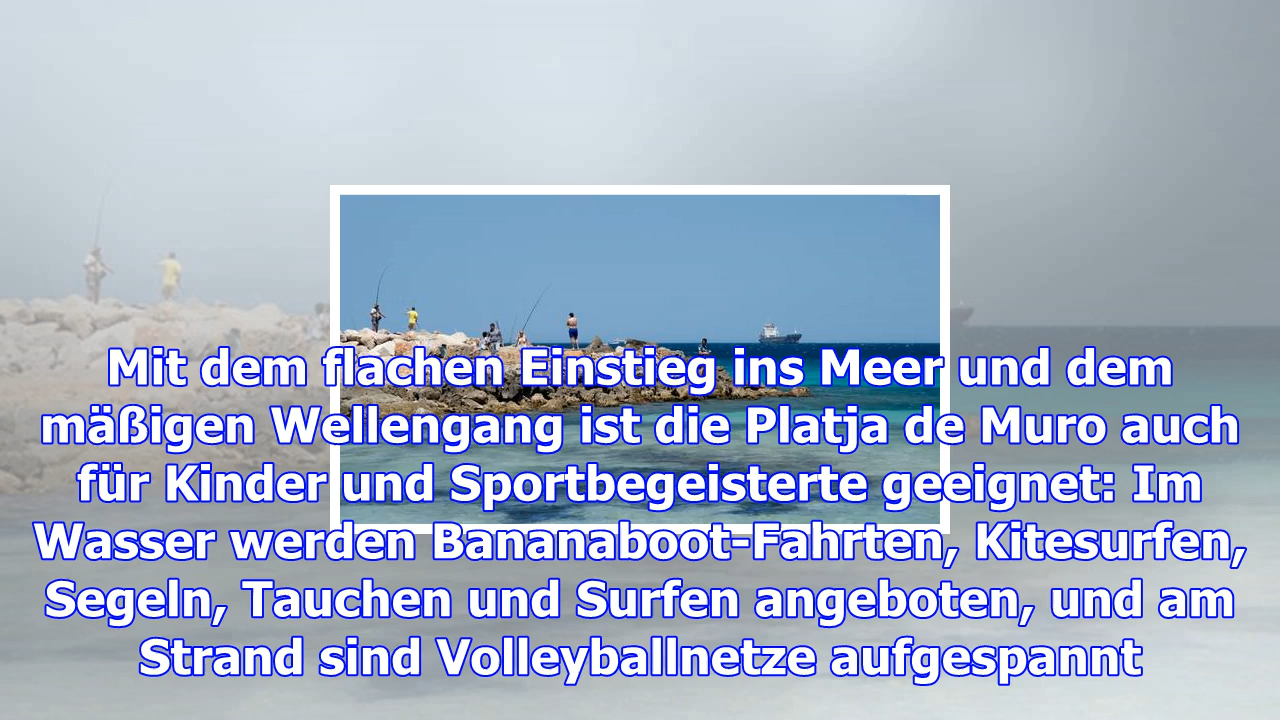 Mit dem flachen Einstieg ins Meer und dem
mäßigen Wellengang ist die Platja de Muro auch
für Kinder und Sportbegeisterte geeignet: Im
Wasser werden Bananaboot-Fahrten, Kitesurfen,
Segeln, Tauchen und Surfen angeboten, und am
Strand sind Volleyballnetze aufgespannt